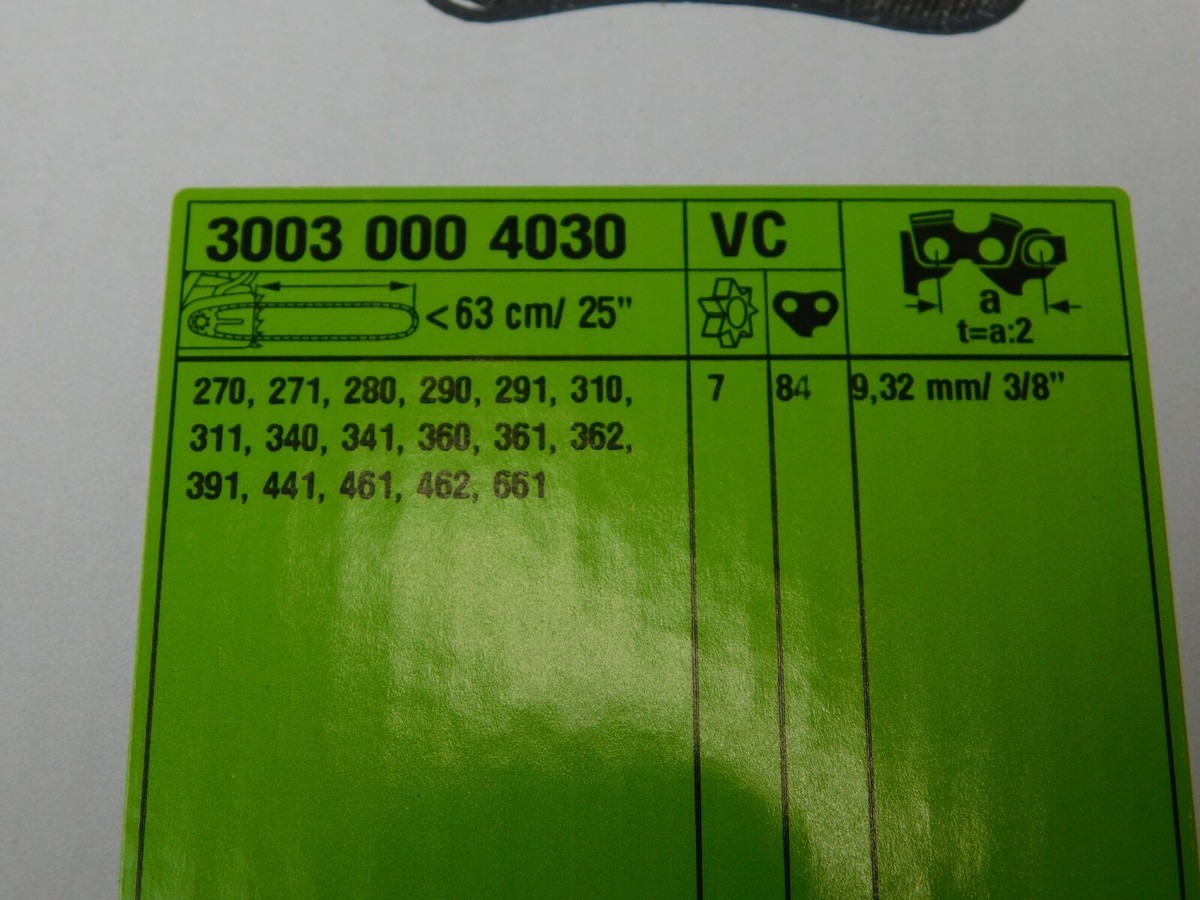 3003 000 4030 VC
<63 cm/ 25" a
t=a:2
270, 271, 280, 290, 291, 310, 7 84 9,32 mm/ 3/8"
311, 340, 341, 360, 361, 362,
391, 441, 461, 462, 661